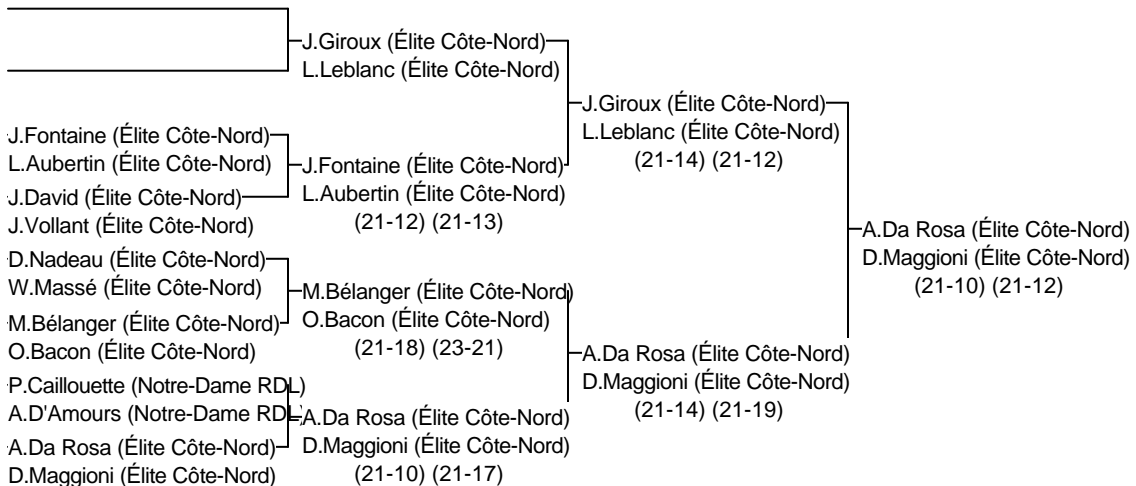 J.Giroux (Élite Côte-Nord)
L.Leblanc (Élite Côte-Nord)
J.Giroux (Élite Côte-Nord)
L.Leblanc (Élite Côte-Nord)
(21-14) (21-12)
J.Fontaine (Élite Côte-Nord)
L.Aubertin (Élite Côte-Nord)
J.Fontaine (Élite Côte-Nord)
L.Aubertin (Élite Côte-Nord)
(21-12) (21-13)
J.David (Élite Côte-Nord)
J.Vollant (Élite Côte-Nord)
A.Da Rosa (Élite Côte-Nord)
D.Maggioni (Élite Côte-Nord)
(21-10) (21-12)
D.Nadeau (Élite Côte-Nord)
W.Massé (Élite Côte-Nord)
M.Bélanger (Élite Côte-Nord)
O.Bacon (Élite Côte-Nord)
(21-18) (23-21)
M.Bélanger (Élite Côte-Nord)
O.Bacon (Élite Côte-Nord)
A.Da Rosa (Élite Côte-Nord)
D.Maggioni (Élite Côte-Nord)
(21-14) (21-19)
P.Caillouette (Notre-Dame RDL)
A.D'Amours (Notre-Dame RDL)
A.Da Rosa (Élite Côte-Nord)
D.Maggioni (Élite Côte-Nord)
(21-10) (21-17)
A.Da Rosa (Élite Côte-Nord)
D.Maggioni (Élite Côte-Nord)